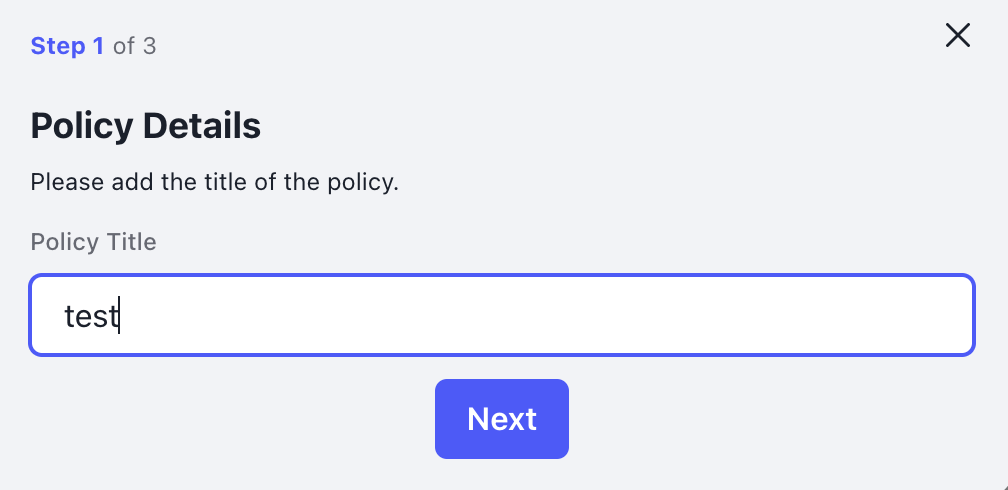 Step 1 of 3
Policy Details
Please add the title of the policy.
Policy Title
test
Next